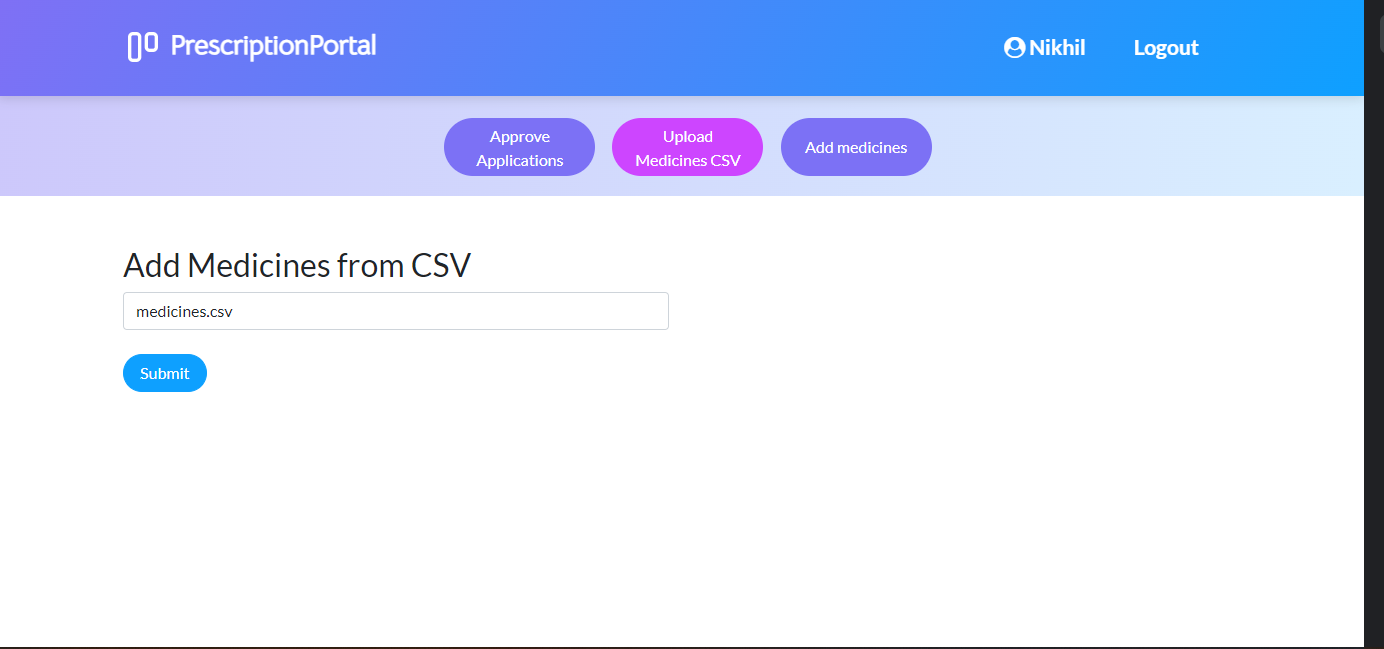 PrescriptionPortal
Nikhil
Logout
Approve
Applications
Upload
Medicines CSV
Add medicines
Add Medicines from CSV
medicines.csv
Submit